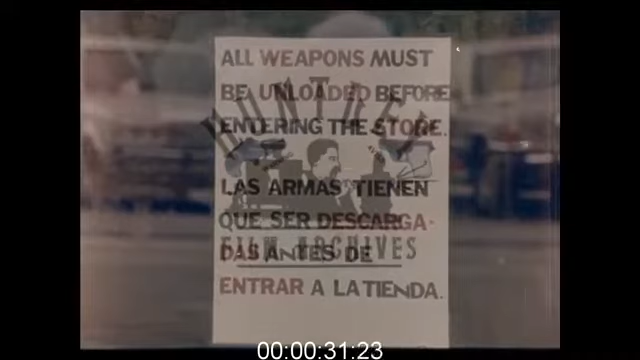 ALL WEAPONS MUST
BE UNLOADED BEFORE
ENTERING THE STORE.
LAS ARMAS TIENEN
QUE SER DESCARGA-
DAS ANTES DE
ENTRAR A LA TIENDA.
HUNTLEY
FILM ARCHIVES
00:00:31:23